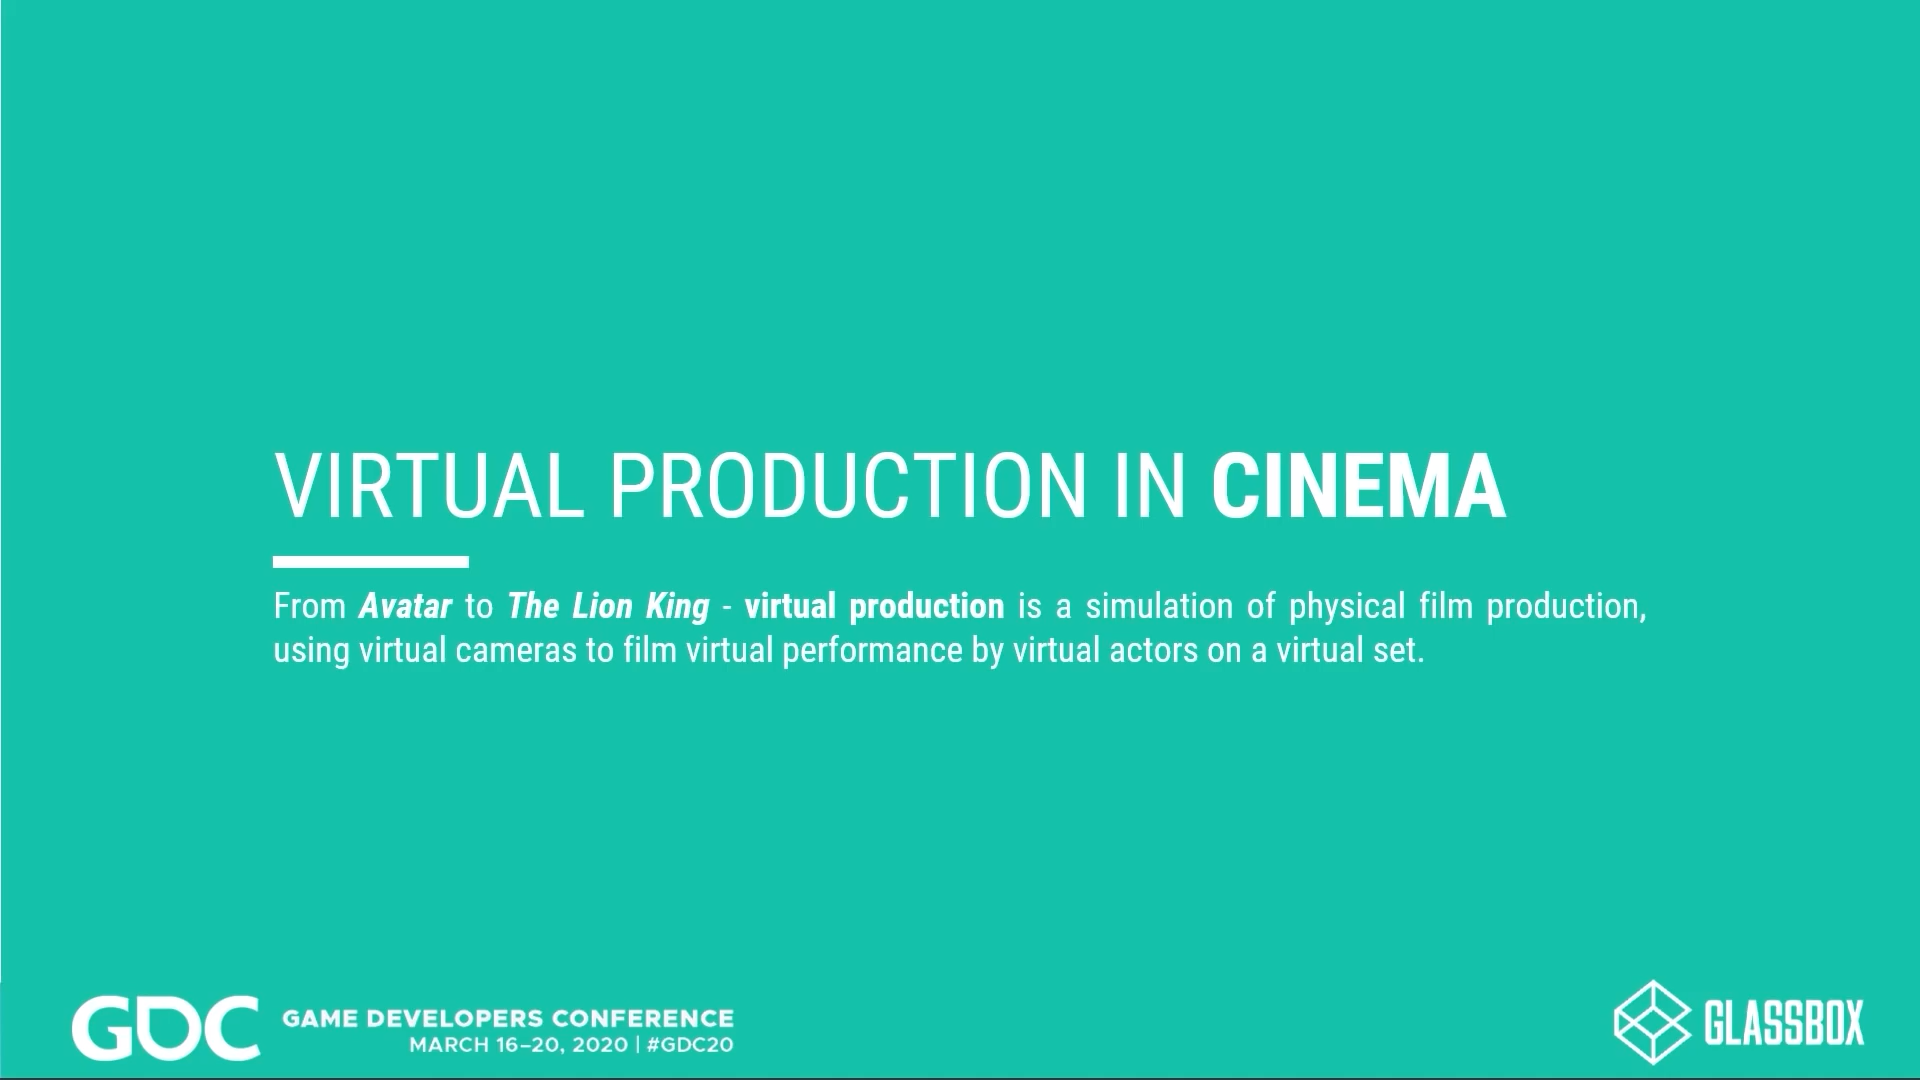 VIRTUAL PRODUCTION IN CINEMA
From Avatar to The Lion King - virtual production is a simulation of physical film production,
using virtual cameras to film virtual performance by virtual actors on a virtual set.
GDC
GAME DEVELOPERS CONFERENCE
MARCH 16–20, 2020 | #GDC20
GLASSBOX